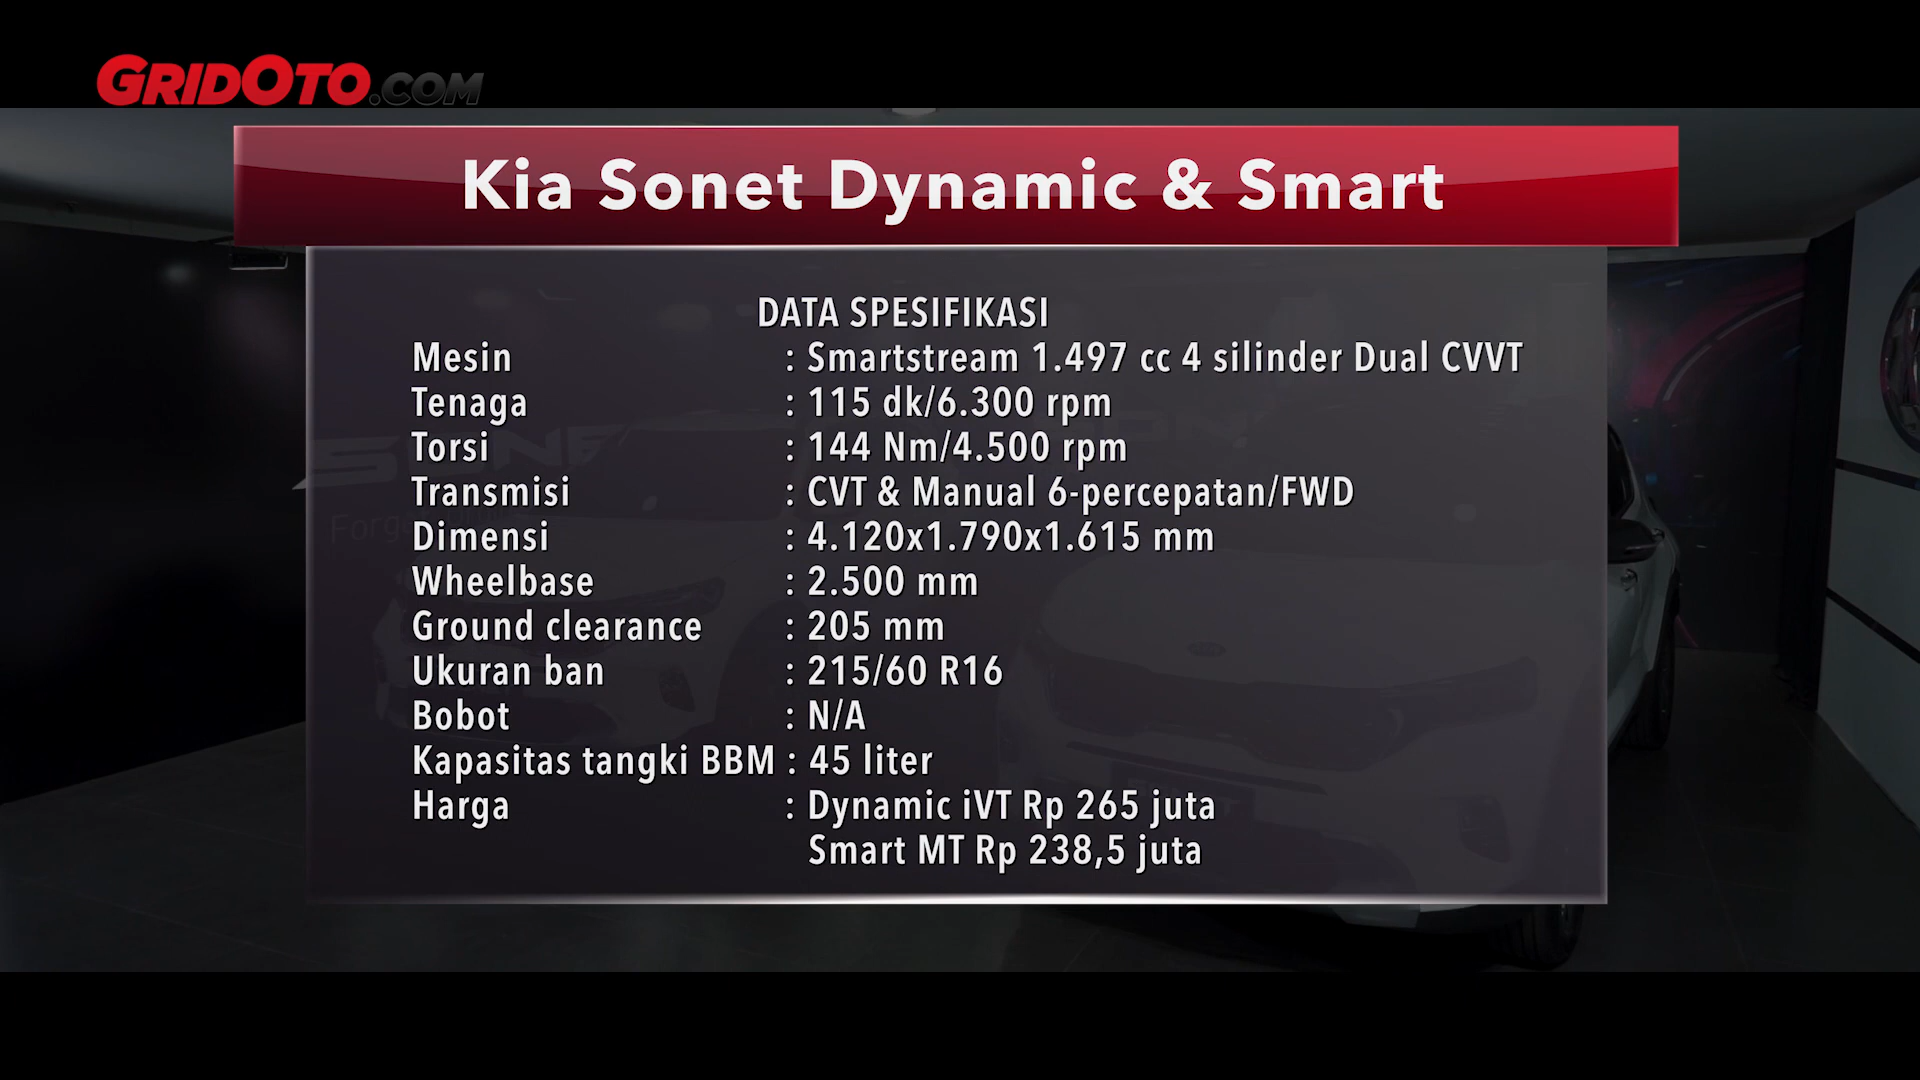 GRIDOTO.COM
Kia Sonet Dynamic & Smart
DATA SPESIFIKASI
Mesin : Smartstream 1.497 cc 4 silinder Dual CVVT
Tenaga : 115 dk/6.300 rpm
Torsi : 144 Nm/4.500 rpm
Transmisi : CVT & Manual 6-percepatan/FWD
Dimensi : 4.120x1.790x1.615 mm
Wheelbase : 2.500 mm
Ground clearance : 205 mm
Ukuran ban : 215/60 R16
Bobot : N/A
Kapasitas tangki BBM : 45 liter
Harga : Dynamic iVT Rp 265 juta
Smart MT Rp 238,5 juta